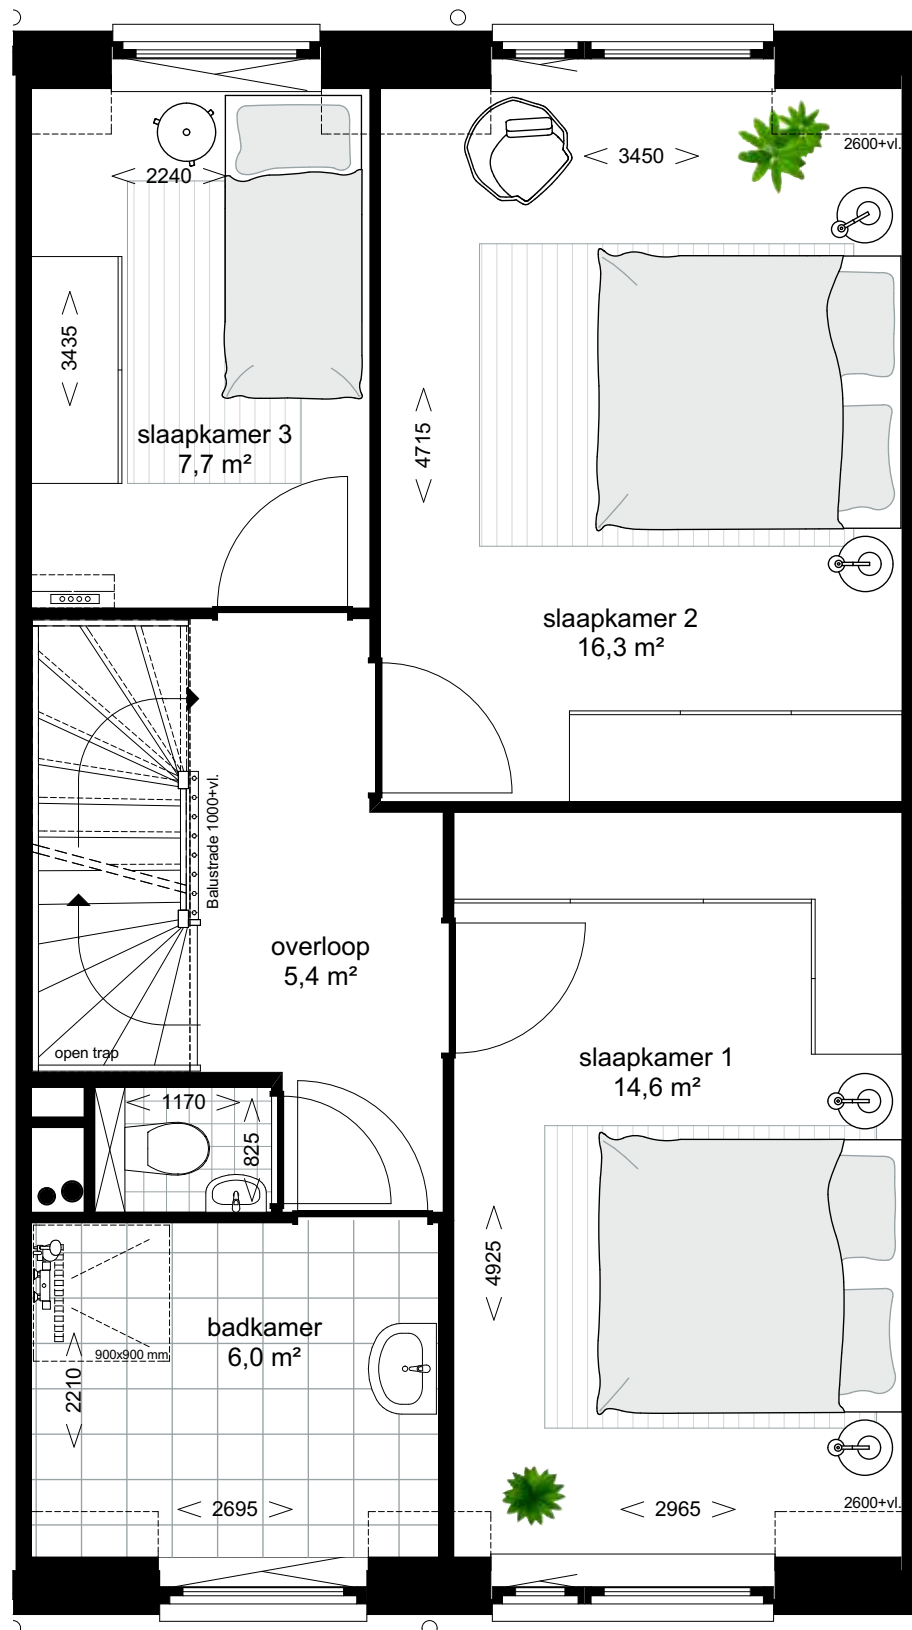 3450
2600+vl.
2240
3435
4715
slaapkamer 3
7,7 m²
slaapkamer 2
16,3 m²
Balustrade 1000+vl.
overloop
5,4 m²
open trap
slaapkamer 1
14,6 m²
1170
825
4925
badkamer
6,0 m²
900x900 mm
2210
2695
2965
2600+vl.